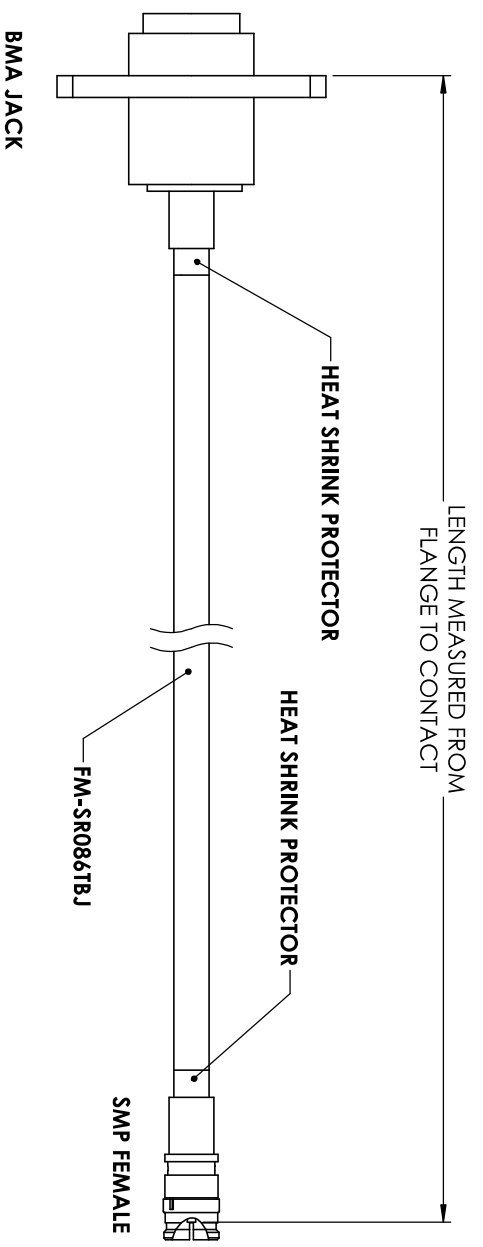 LENGTH MEASURED FROM
FLANGE TO CONTACT
HEAT SHRINK PROTECTOR
HEAT SHRINK PROTECTOR
FM-SR086TBJ
BMA JACK
SMP FEMALE